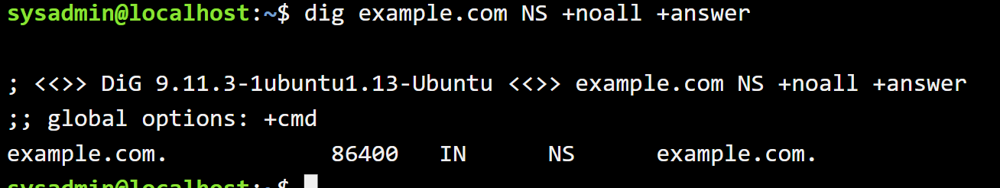 sysadmin@localhost:~$ dig example.com NS +noall +answer
; <<>> DiG 9.11.3-1ubuntu1.13-Ubuntu <<>> example.com NS +noall +answer
;; global options: +cmd
example.com. 86400 IN NS example.com.
sysadmin@localhost:~$